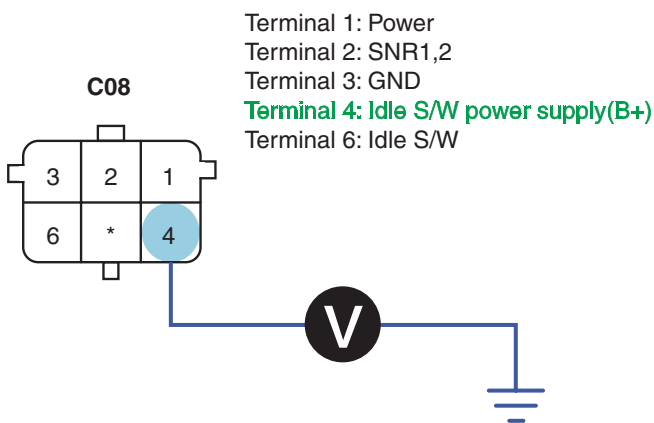 Terminal 1: Power
Terminal 2: SNR1,2
Terminal 3: GND
Terminal 4: Idle S/W power supply(B+)
Terminal 6: Idle S/W
C08
3 2 1
6 * 4
V